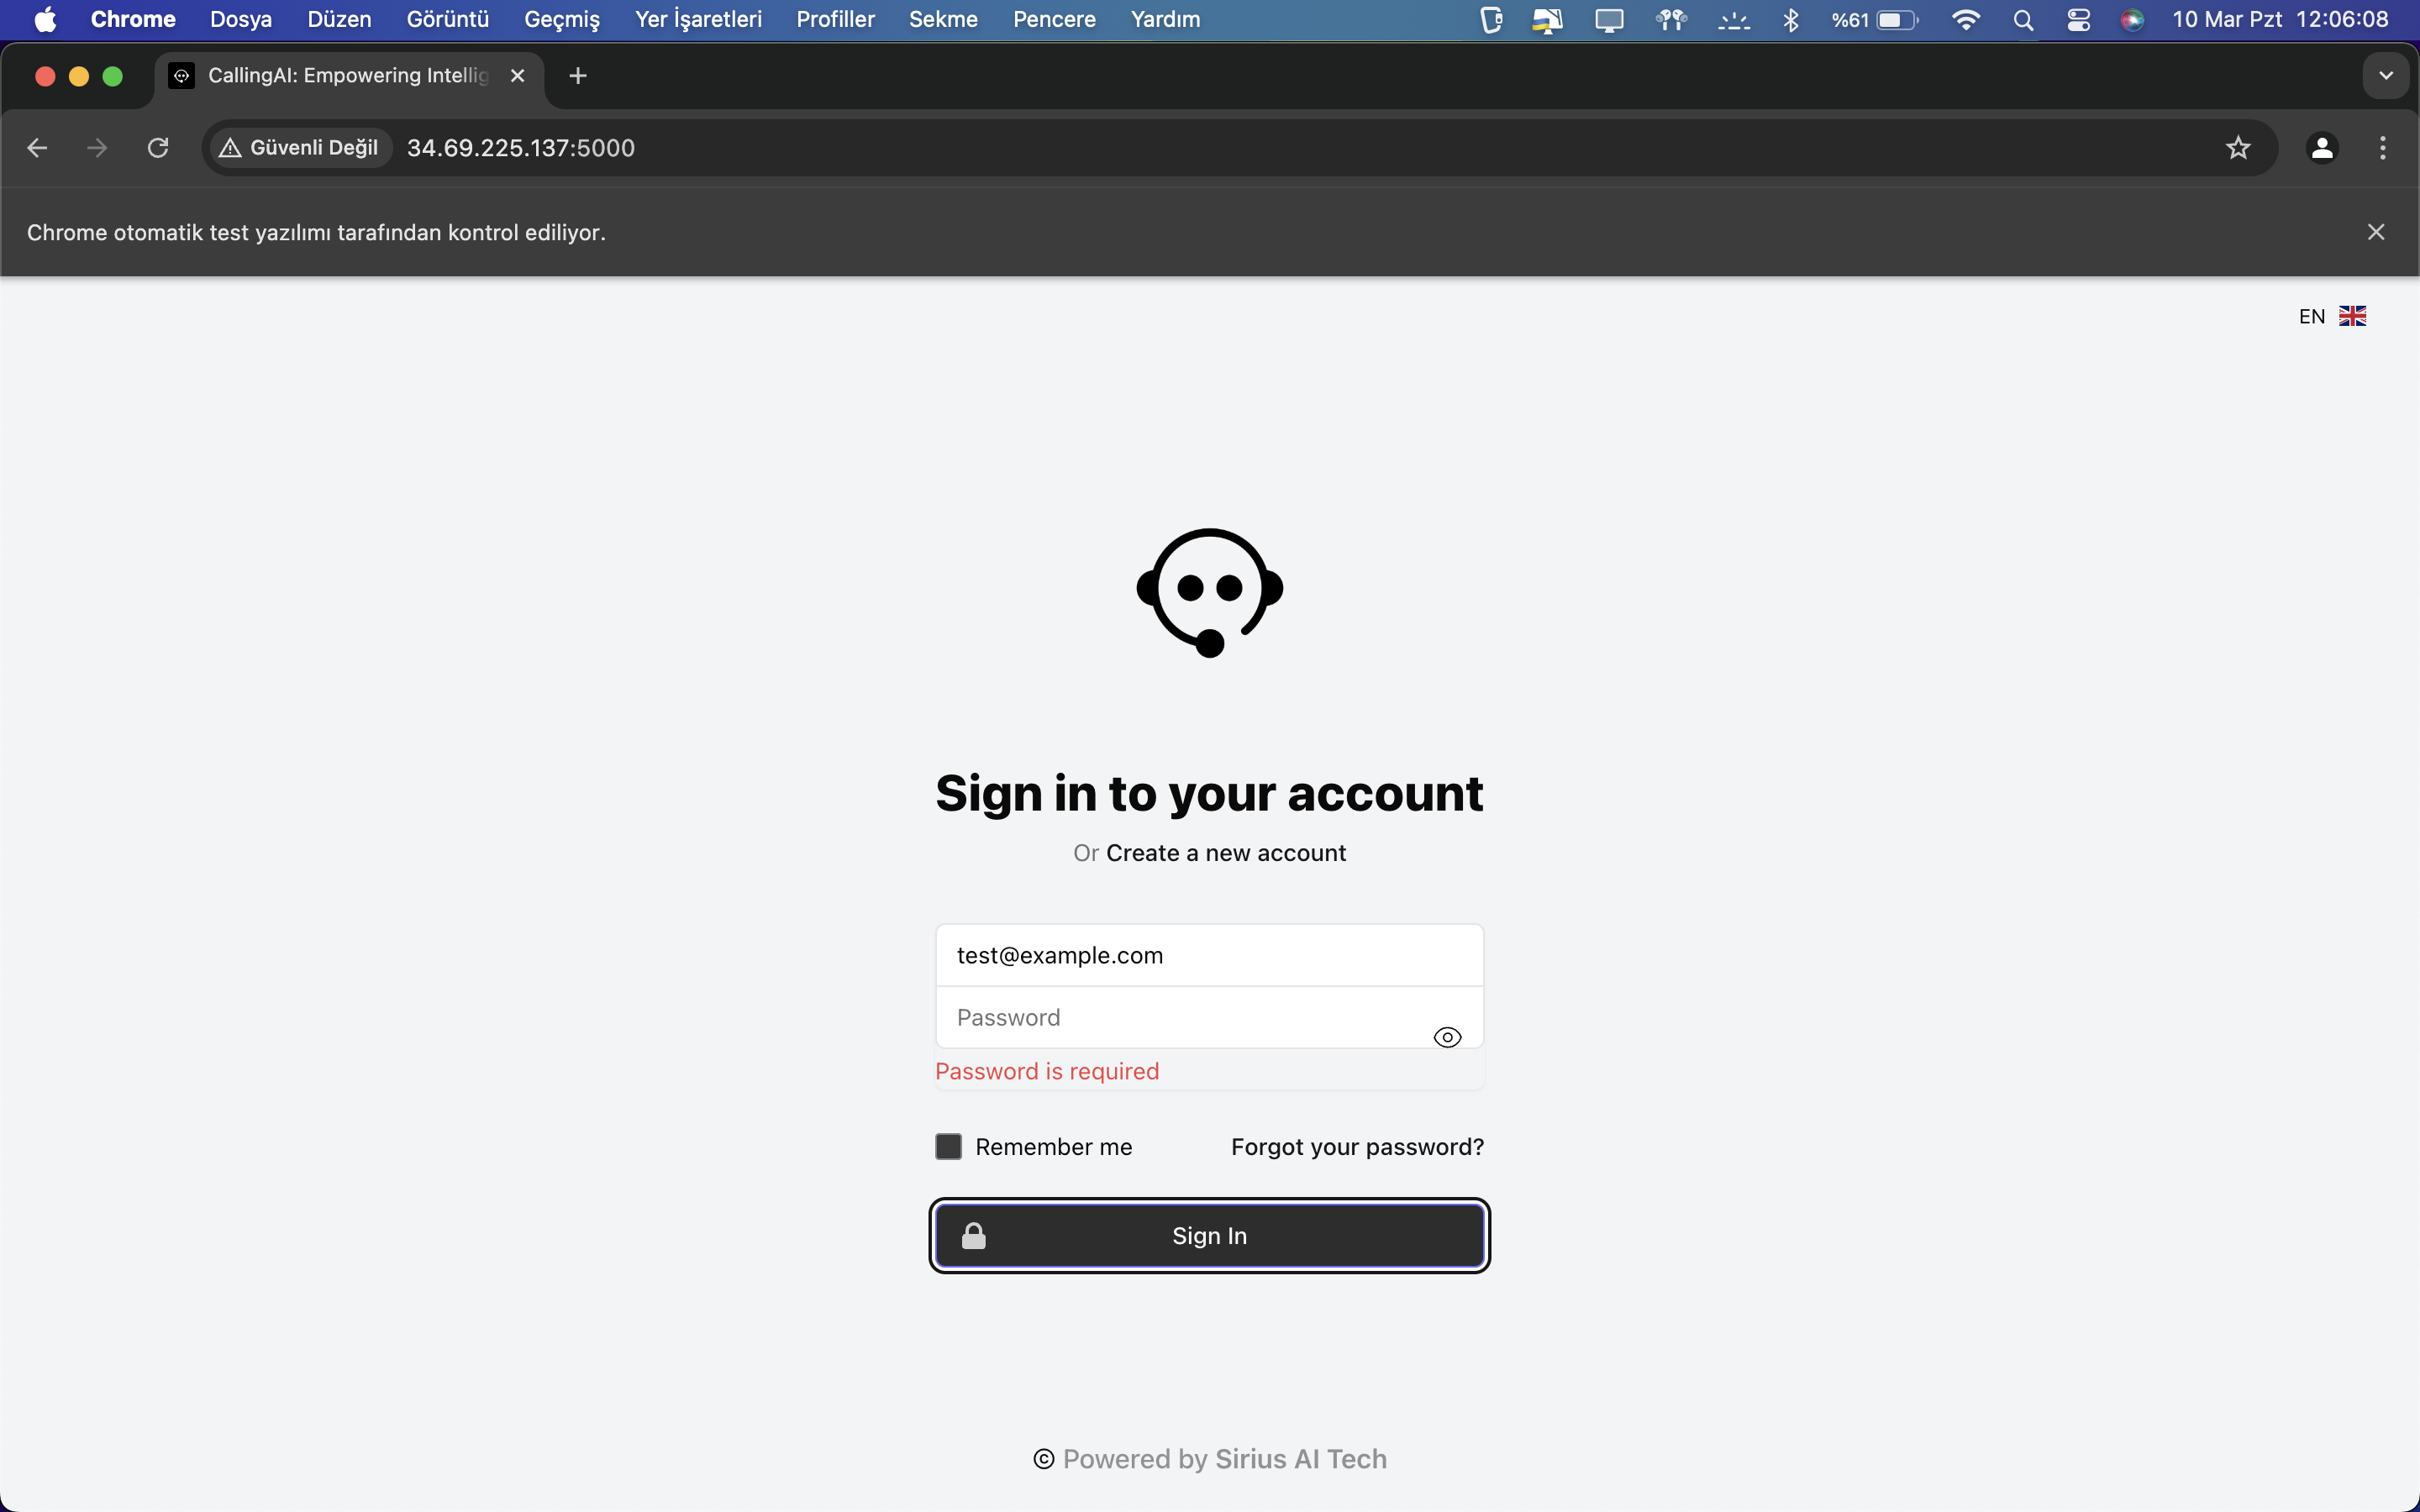 Chrome Dosya Düzen Görüntü Geçmiş Yer İşaretleri Profiller Sekme Pencere Yardım %61 10 Mar Pzt 12:06:08
CallingAI: Empowering Intellig
Güvenli Değil 34.69.225.137:5000
Chrome otomatik test yazılımı tarafından kontrol ediliyor.
EN
Sign in to your account
Or Create a new account
test@example.com
Password
Password is required
Remember me Forgot your password?
Sign In
© Powered by Sirius AI Tech